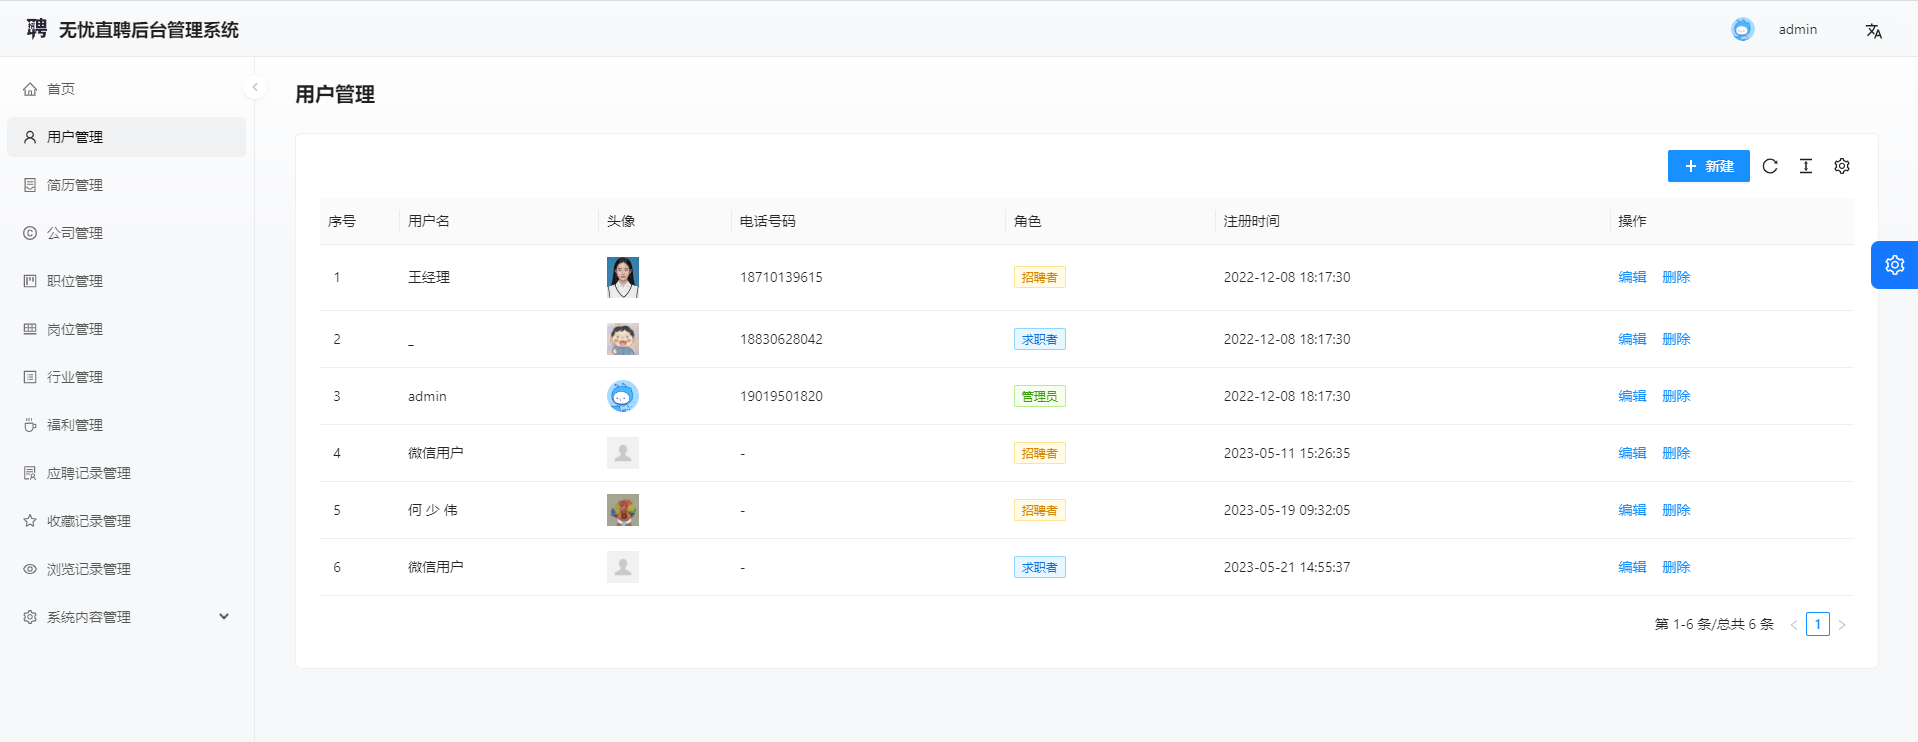 聘 无忧直聘后台管理系统
admin
首页
用户管理
简历管理
公司管理
职位管理
岗位管理
行业管理
福利管理
应聘记录管理
收藏记录管理
浏览记录管理
系统内容管理
用户管理
+ 新建
序号 用户名 头像 电话号码 角色 注册时间 操作
1 王经理 18710139615 招聘者 2022-12-08 18:17:30 编辑 删除
2 _ 18830628042 求职者 2022-12-08 18:17:30 编辑 删除
3 admin 19019501820 管理员 2022-12-08 18:17:30 编辑 删除
4 微信用户 - 招聘者 2023-05-11 15:26:35 编辑 删除
5 何 少 伟 - 招聘者 2023-05-19 09:32:05 编辑 删除
6 微信用户 - 求职者 2023-05-21 14:55:37 编辑 删除
第 1-6 条/总共 6 条 < 1 >